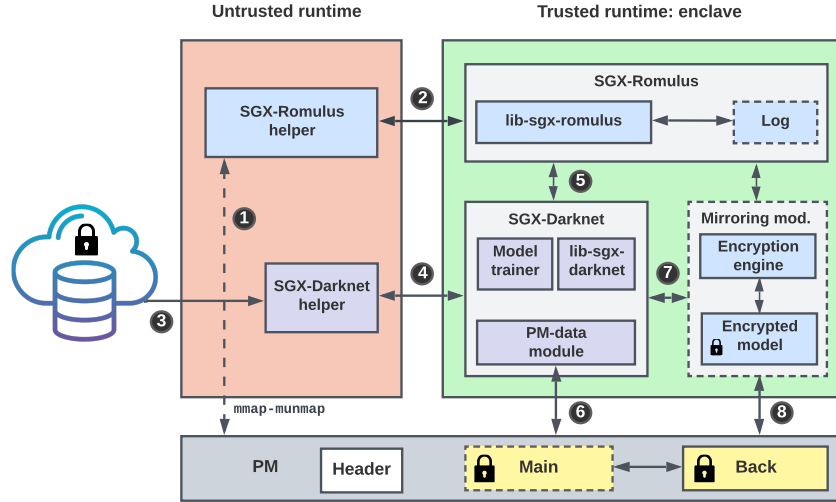 Untrusted runtime
Trusted runtime: enclave
SGX-Romulus
helper
2
SGX-Romulus
lib-sgx-romulus
Log
1
5
SGX-Darknet
helper
3
4
SGX-Darknet
Model
trainer
lib-sgx-
darknet
PM-data
module
7
Mirroring mod.
Encryption
engine
Encrypted
model
mmap-munmap
6
8
PM
Header
Main
Back